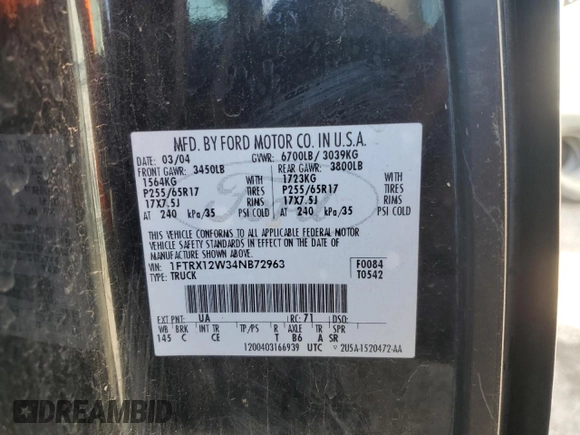 MFD. BY FORD MOTOR CO. IN U.S.A.
DATE: 03/04 GVWR: 6700LB/ 3039KG
FRONT GAWR: 3450LB REAR GAWR: 3800LB
1564KG WITH 1723KG WITH
P255/65R17 TIRES P255/65R17 TIRES
17X7.5J RIMS 17X7.5J RIMS
AT 240 kPa/35 PSI COLD AT 240 kPa/35 PSI COLD
THIS VEHICLE CONFORMS TO ALL APPLICABLE FEDERAL MOTOR
VEHICLE SAFETY STANDARDS IN EFFECT ON THE DATE OF
MANUFACTURE SHOWN ABOVE.
VIN: 1FTRX12W34NB72963 F0084
TYPE: TRUCK T0542
Ford
EXT PNT: UA RC: 71 DSO:
WB BRK INT TR TP/PS R AXLE TR SPR
145 C CE T B6 A SR
1200403166939 UTC 2U5A-1520472-AA
DREAMBID